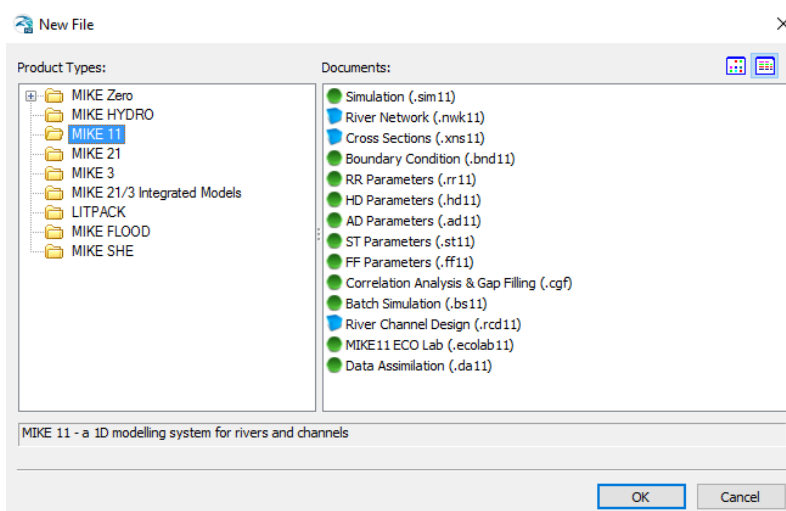 New File
Product Types:
MIKE Zero
MIKE HYDRO
MIKE 11
MIKE 21
MIKE 3
MIKE 21/3 Integrated Models
LITPACK
MIKE FLOOD
MIKE SHE
Documents:
Simulation (.sim11)
River Network (.nwk11)
Cross Sections (.xns11)
Boundary Condition (.bnd11)
RR Parameters (.rr11)
HD Parameters (.hd11)
AD Parameters (.ad11)
ST Parameters (.st11)
FF Parameters (.ff11)
Correlation Analysis & Gap Filling (.cgf)
Batch Simulation (.bs11)
River Channel Design (.rcd11)
MIKE11 ECO Lab (.ecolab11)
Data Assimilation (.da11)
MIKE 11 - a 1D modelling system for rivers and channels
OK
Cancel